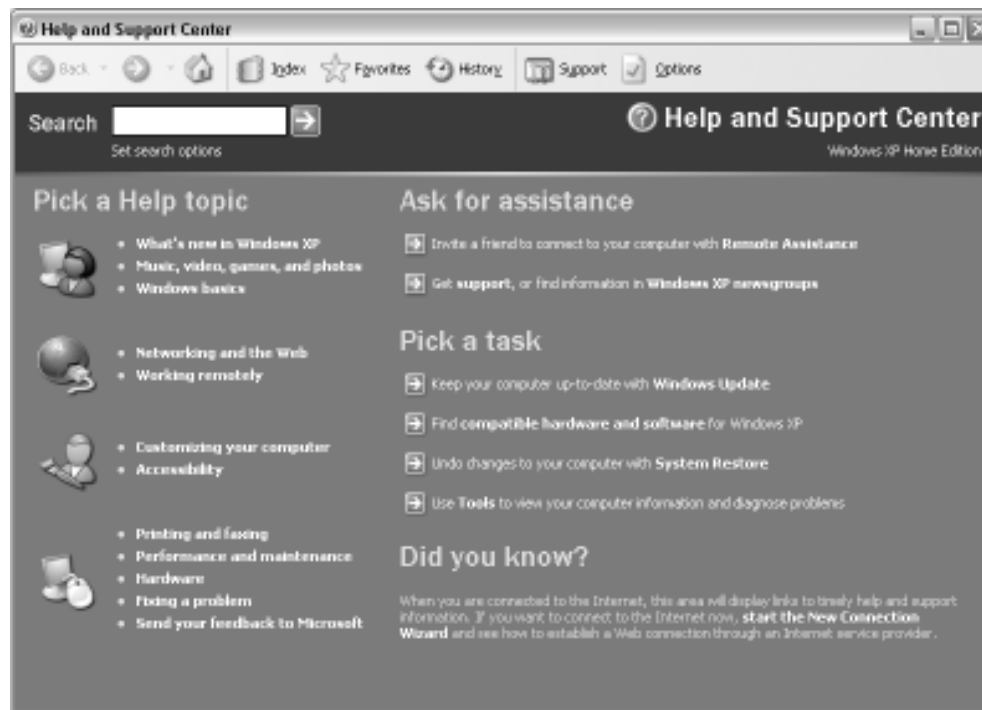 Help and Support Center
Back Index Favorites History Support Options
Search
Set search options
Help and Support Center
Windows XP Home Edition
Pick a Help topic
What's new in Windows XP
Music, video, games, and photos
Windows basics
Networking and the Web
Working remotely
Customizing your computer
Accessibility
Printing and faxing
Performance and maintenance
Hardware
Fixing a problem
Send your feedback to Microsoft
Ask for assistance
Invite a friend to connect to your computer with Remote Assistance
Get support, or find information in Windows XP newsgroups
Pick a task
Keep your computer up-to-date with Windows Update
Find compatible hardware and software for Windows XP
Undo changes to your computer with System Restore
Use Tools to view your computer information and diagnose problems
Did you know?
When you are connected to the Internet, this area will display links to timely help and support
information. If you want to connect to the Internet now, start the New Connection
Wizard and see how to establish a Web connection through an Internet service provider.